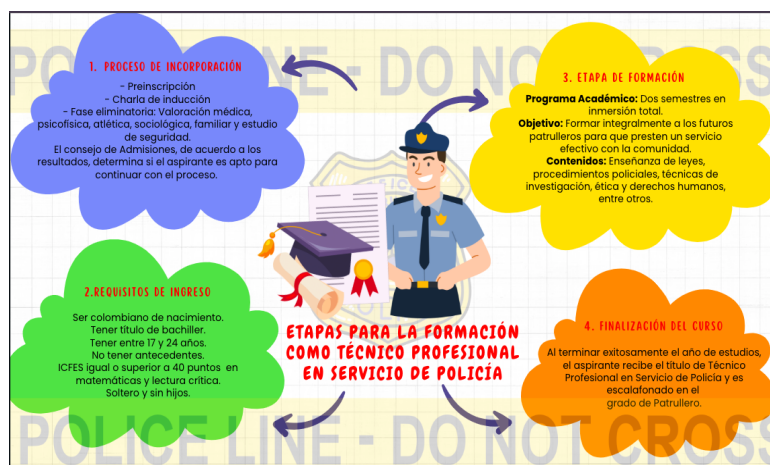 POLICE LINE - DO NOT CROSS
1. PROCESO DE INCORPORACIÓN
- Preinscripción
- Charla de inducción
- Fase eliminatoria: Valoración médica,
psicofísica, atlética, sociológica, familiar y estudio
de seguridad.
El consejo de Admisiones, de acuerdo a los
resultados, determina si el aspirante es apto para
continuar con el proceso.
2.REQUISITOS DE INGRESO
Ser colombiano de nacimiento.
Tener título de bachiller.
Tener entre 17 y 24 años.
No tener antecedentes.
ICFES igual o superior a 40 puntos en
matemáticas y lectura crítica.
Soltero y sin hijos.
3. ETAPA DE FORMACIÓN
Programa Académico: Dos semestres en
inmersión total.
Objetivo: Formar integralmente a los futuros
patrulleros para que presten un servicio
efectivo con la comunidad.
Contenidos: Enseñanza de leyes,
procedimientos policiales, técnicas de
investigación, ética y derechos humanos,
entre otros.
4. FINALIZACIÓN DEL CURSO
Al terminar exitosamente el año de estudios,
el aspirante recibe el titulo de Técnico
Profesional en Servicio de Policia y es
escalafonado en el
grado de Patrullero.
ETAPAS PARA LA FORMACIÓN
COMO TÉCNICO PROFESIONAL
EN SERVICIO DE POLICÍA
POLICE LINE - DO NOT CROSS